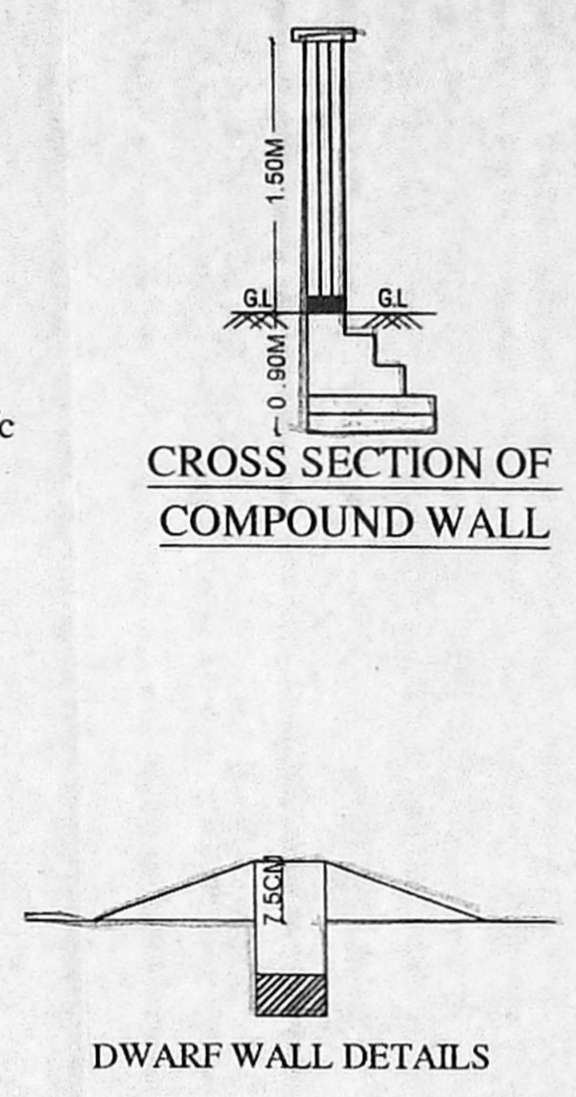 1.50M
G.L G.L
0.90M
c
CROSS SECTION OF
COMPOUND WALL
7.5CM
DWARF WALL DETAILS